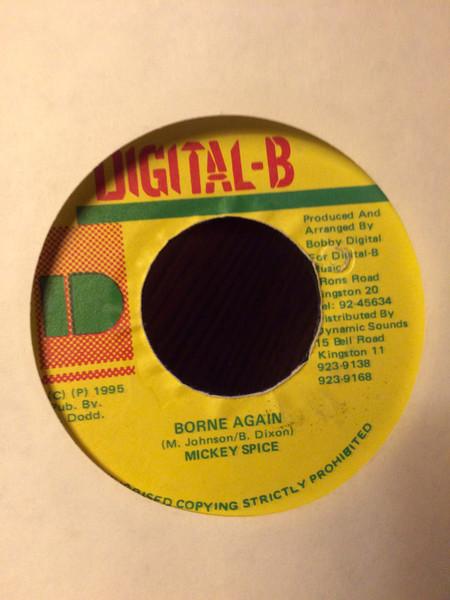 DIGITAL-B
Produced And
Arranged By
Bobby Digital
For Digital-B
Music
Rons Road
Kingston 20
Tel: 92-45634
Distributed By
Dynamic Sounds
15 Bell Road
Kingston 11
923-9138
923-9168
D
(C) (P) 1995
Pub. By.
Dodd.
BORNE AGAIN
(M. Johnson/B. Dixon)
MICKEY SPICE
COPYING STRICTLY PROHIBITED